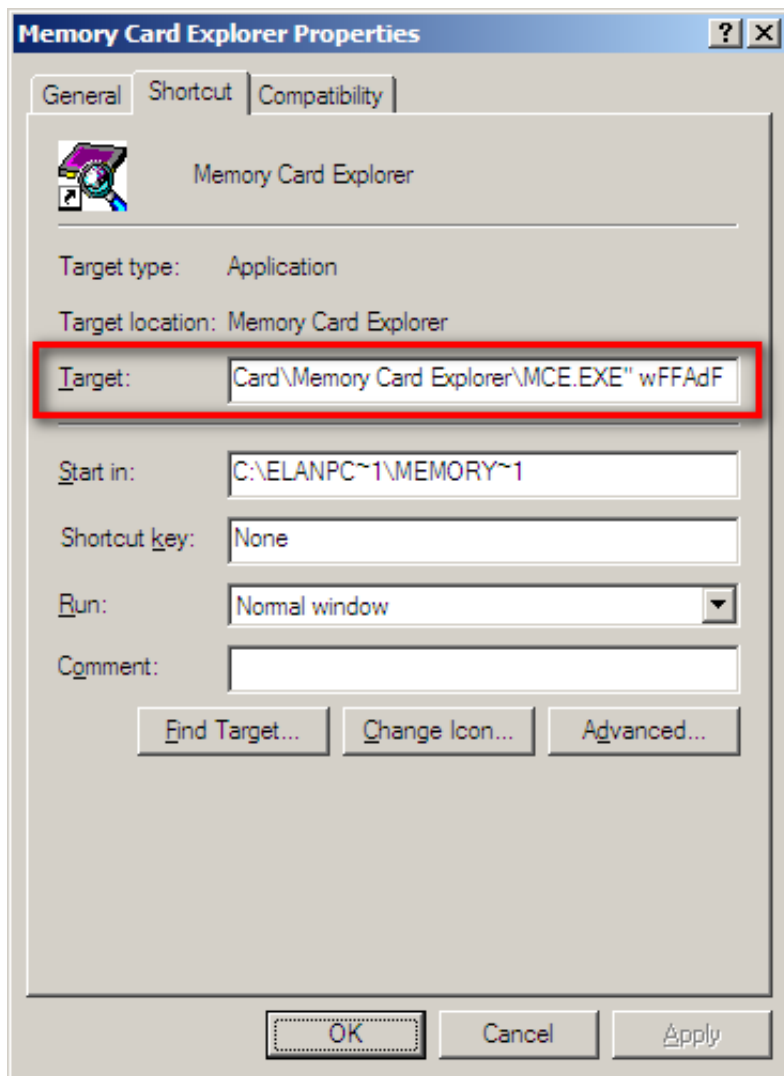 Memory Card Explorer Properties
General Shortcut Compatibility
Memory Card Explorer
Target type: Application
Target location: Memory Card Explorer
Target: Card\Memory Card Explorer\MCE.EXE" wFFAdF
Start in: C:\ELANPC~1\MEMORY~1
Shortcut key: None
Run: Normal window
Comment:
Find Target... Change Icon... Advanced...
OK Cancel Apply